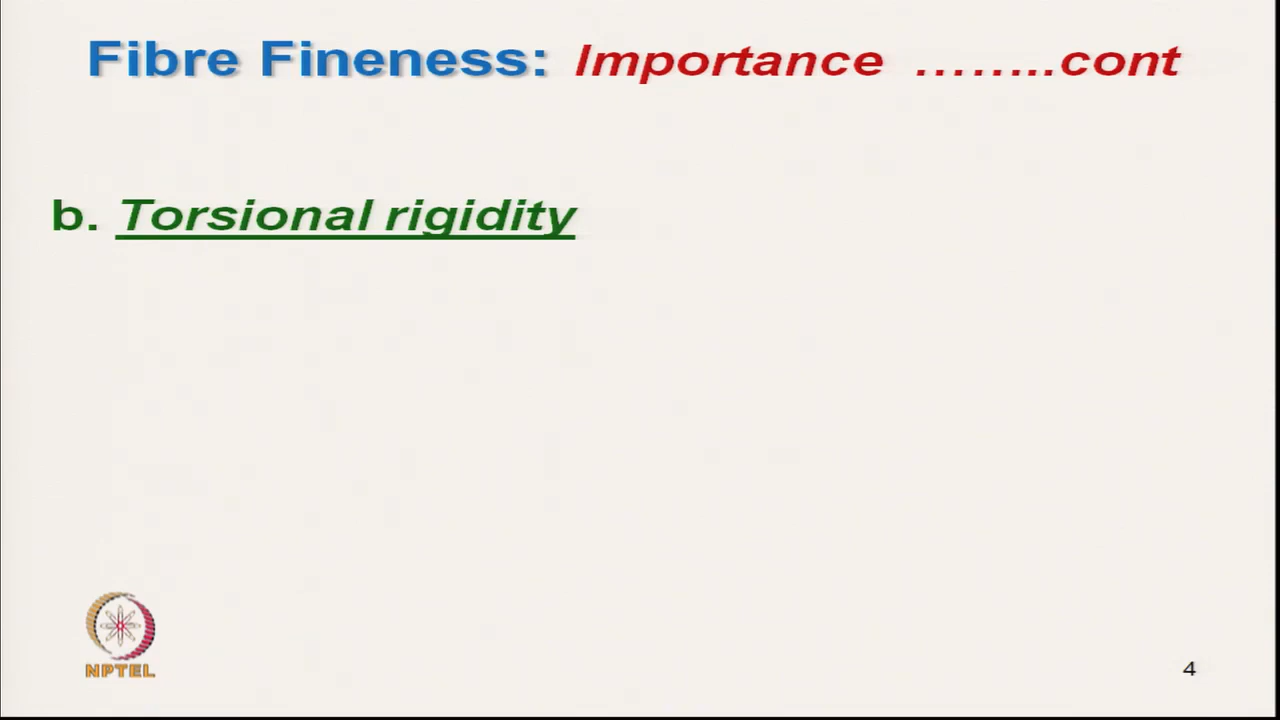 Fibre Fineness: Importance ........cont
b. Torsional rigidity
NPTEL
4